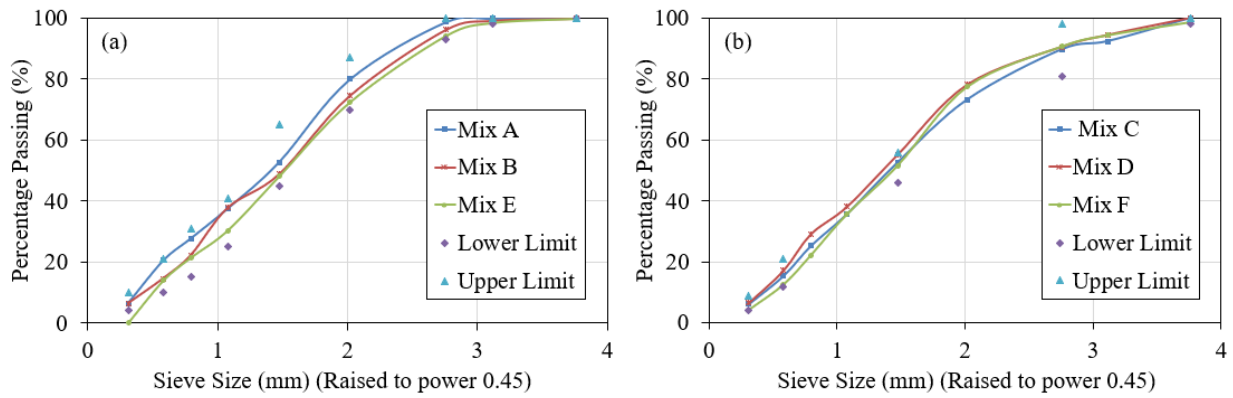 (a)
Percentage Passing (%)
100
80
60
40
20
0
0 1 2 3 4
Sieve Size (mm) (Raised to power 0.45)
Mix A
Mix B
Mix E
Lower Limit
Upper Limit
(b)
Percentage Passing (%)
100
80
60
40
20
0
0 1 2 3 4
Sieve Size (mm) (Raised to power 0.45)
Mix C
Mix D
Mix F
Lower Limit
Upper Limit